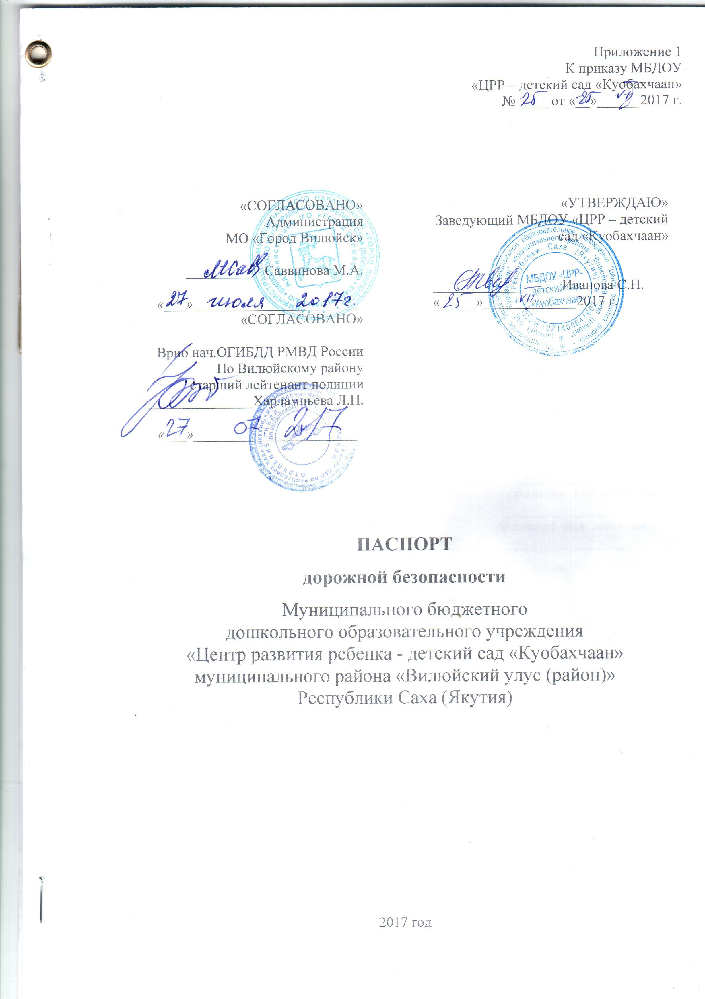 Приложение 1
К приказу МБДОУ
«ЦРР – детский сад «Куобахчаан»
№ 25 от «25» VII 2017 г.
«СОГЛАСОВАНО»
Администрация
МО «Город Вилюйск»
Саввинова М.А.
«27» июля 2017г.
«УТВЕРЖДАЮ»
Заведующий МБДОУ «ЦРР – детский
сад «Куобахчаан»
Иванова С.Н.
«25» VII 2017 г.
МБДОУ «ЦРР-
детский сад
«Куобахчаан»
«СОГЛАСОВАНО»
Врио нач.ОГИБДД РМВД России
По Вилюйскому району
старший лейтенант полиции
Харлампьева Л.П.
«27» 07 2017
ПАСПОРТ
дорожной безопасности
Муниципального бюджетного
дошкольного образовательного учреждения
«Центр развития ребенка - детский сад «Куобахчаан»
муниципального района «Вилюйский улус (район)»
Республики Саха (Якутия)
2017 год